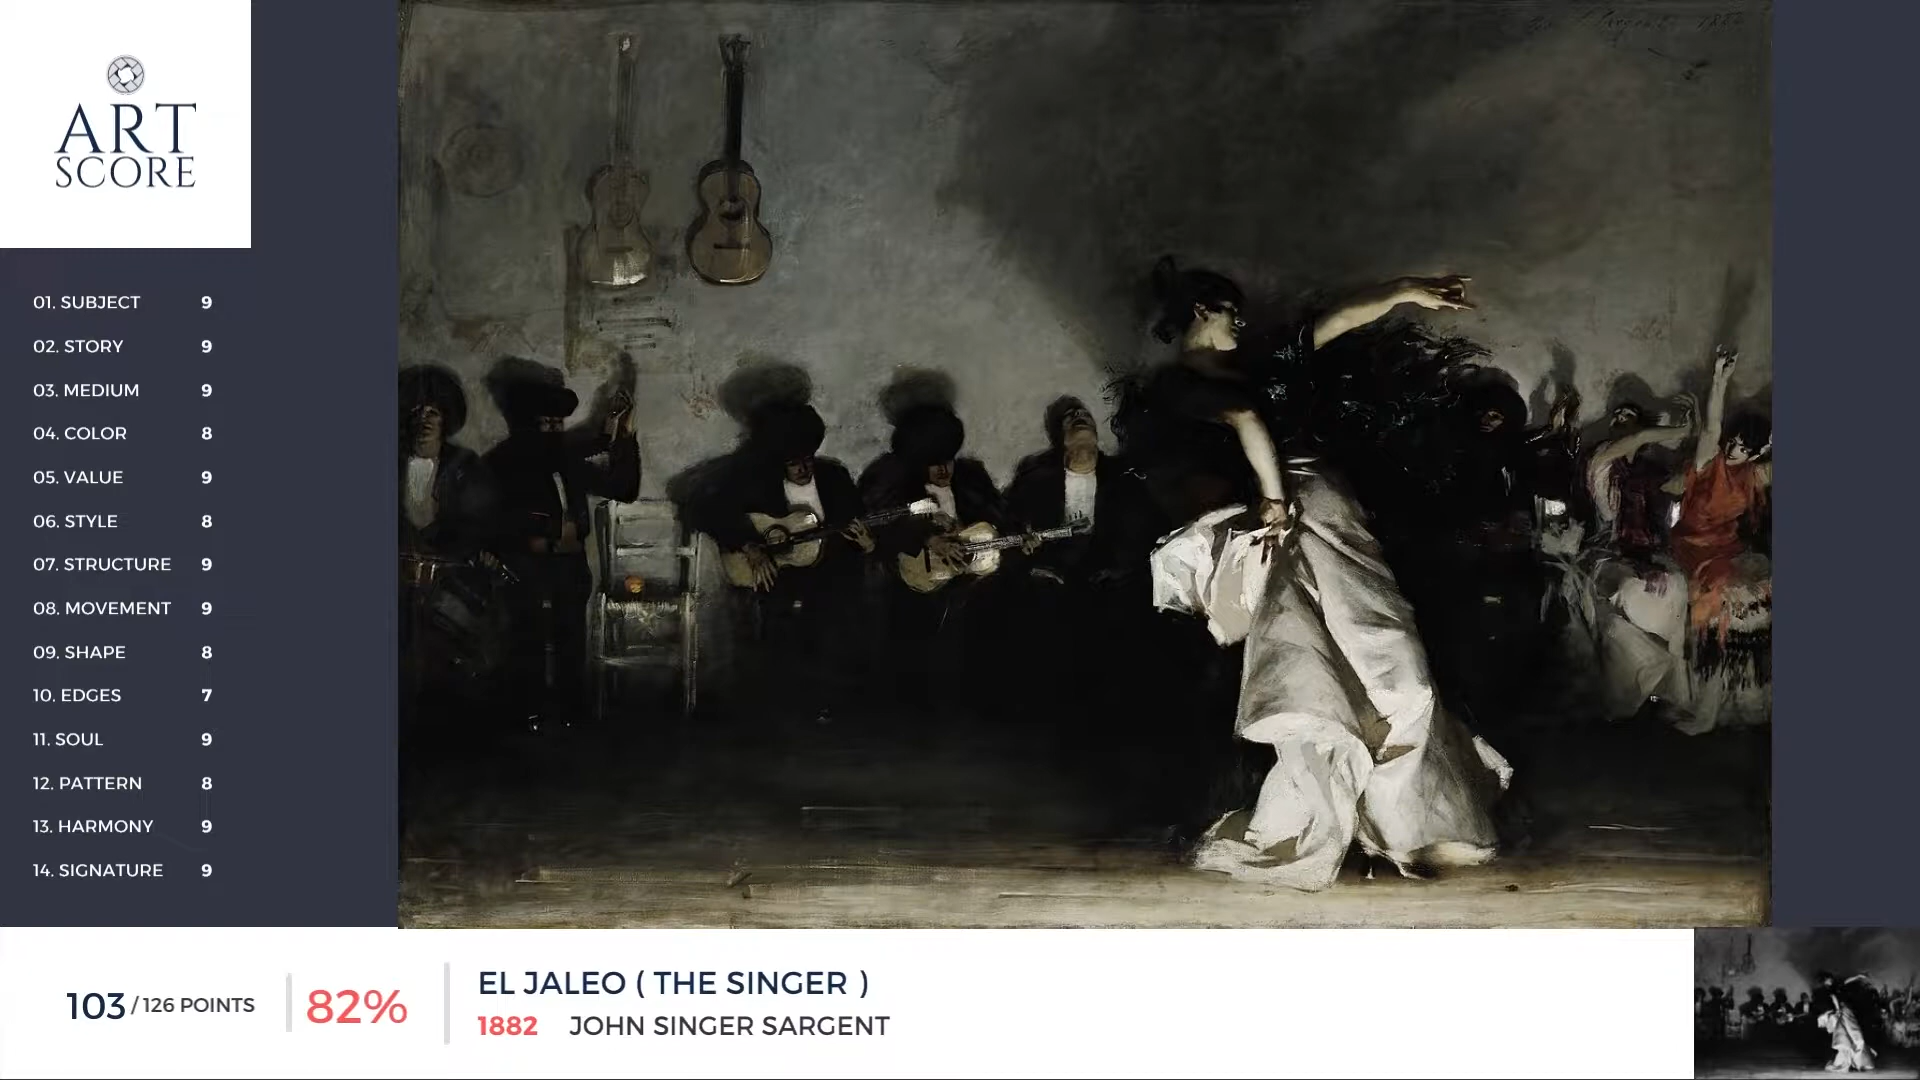 ART
SCORE
01. SUBJECT 9
02. STORY 9
03. MEDIUM 9
04. COLOR 8
05. VALUE 9
06. STYLE 8
07. STRUCTURE 9
08. MOVEMENT 9
09. SHAPE 8
10. EDGES 7
11. SOUL 9
12. PATTERN 8
13. HARMONY 9
14. SIGNATURE 9
103 / 126 POINTS
82%
EL JALEO ( THE SINGER )
1882 JOHN SINGER SARGENT